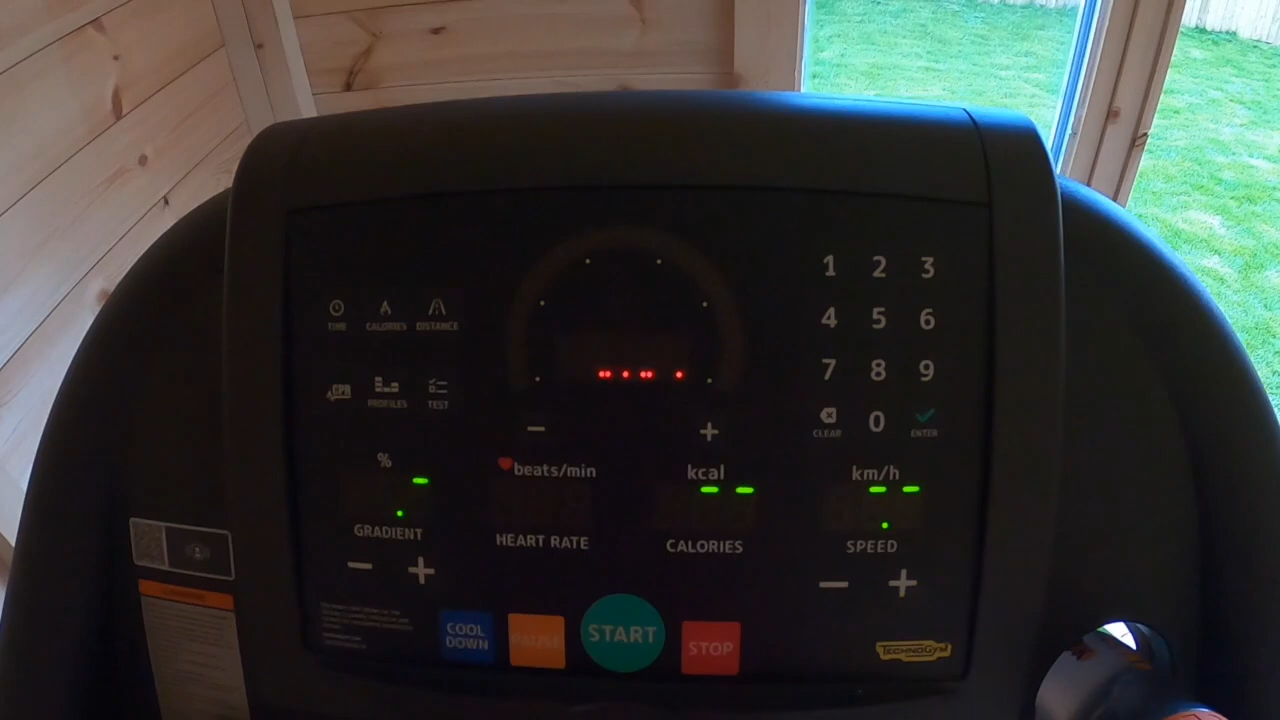 1 2 3
TIME CALORIES DISTANCE
4 5 6
7 8 9
CPR PROFILES TEST
CLEAR 0 ENTER
− +
% beats/min kcal km/h
GRADIENT HEART RATE CALORIES SPEED
− + − +
COOL DOWN PAUSE START STOP
TECHNOGYM